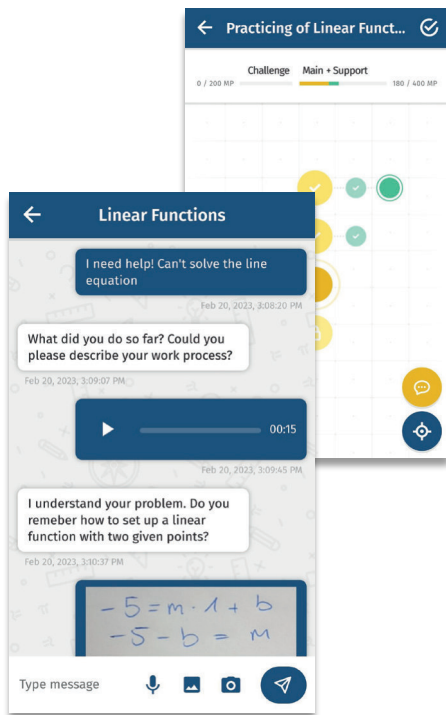 Practicing of Linear Funct...
Challenge Main + Support
0 / 200 MP 180 / 400 MP
Linear Functions
I need help! Can't solve the line
equation
Feb 20, 2023, 3:08:20 PM
What did you do so far? Could you
please describe your work process?
Feb 20, 2023, 3:09:07 PM
00:15
Feb 20, 2023, 3:09:45 PM
I understand your problem. Do you
remeber how to set up a linear
function with two given points?
Feb 20, 2023, 3:10:37 PM
-5 = m · 1 + b
-5 - b = m
Type message